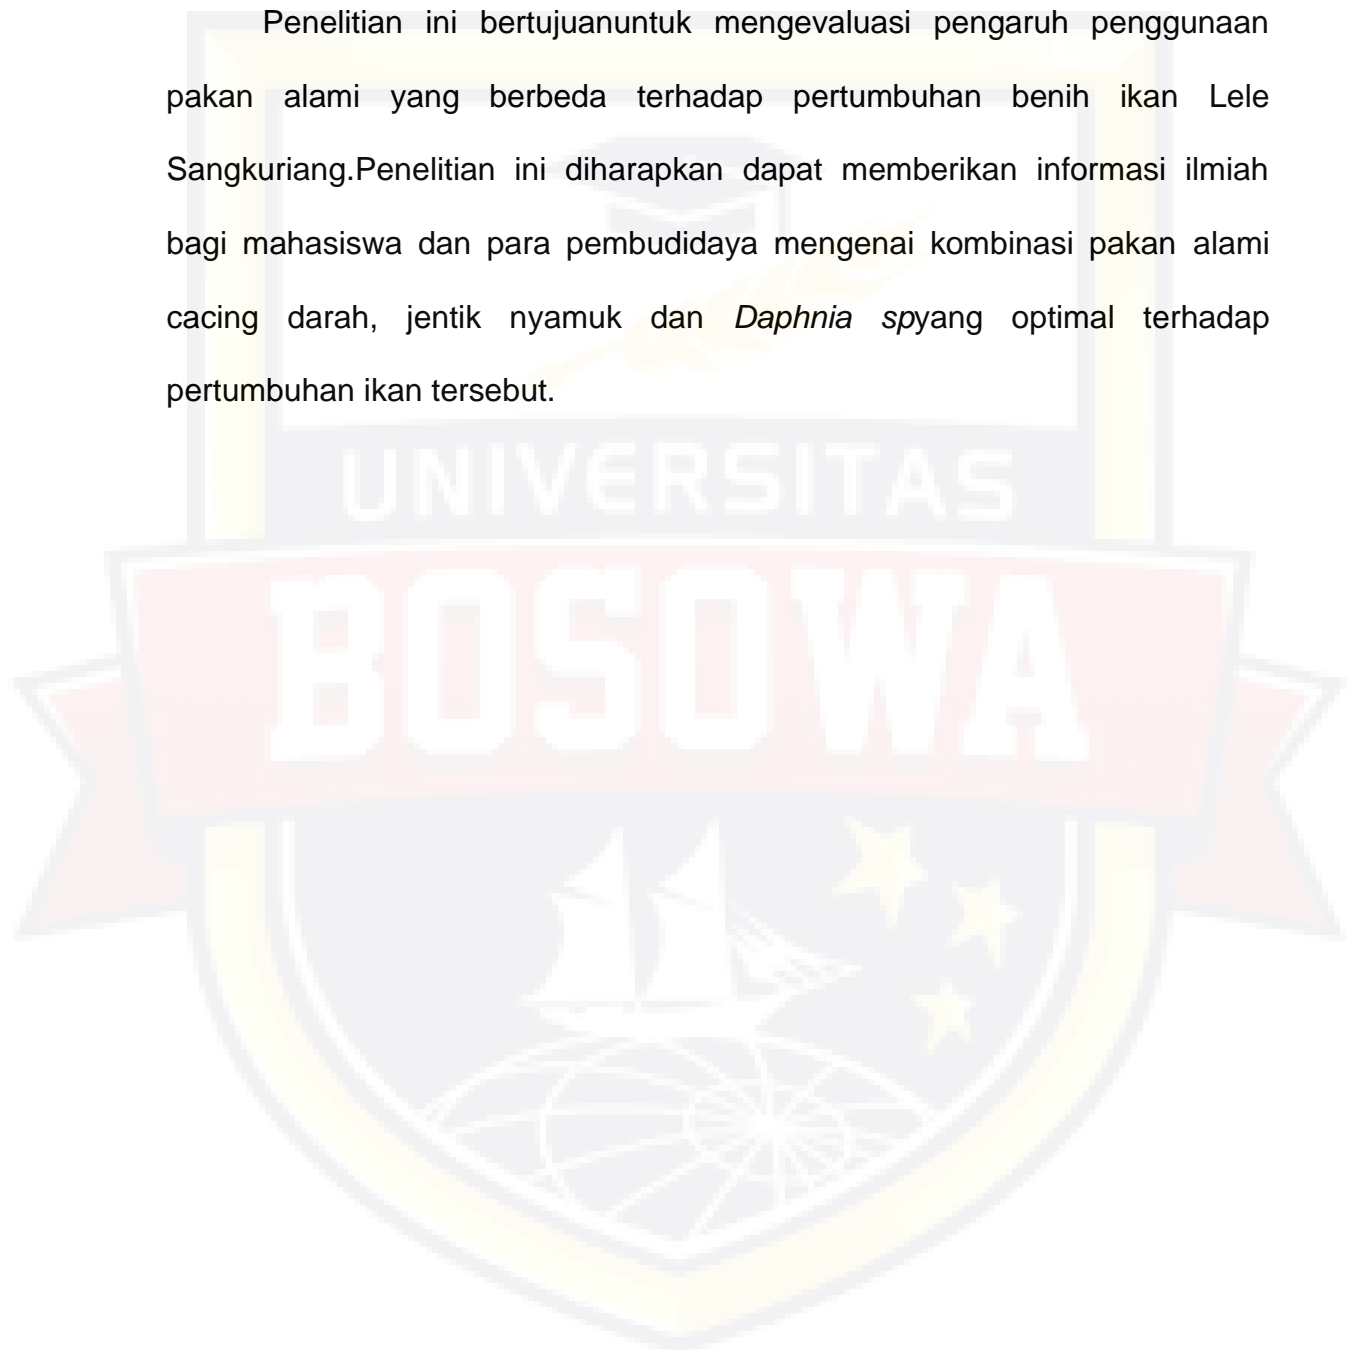 Penelitian ini bertujuanuntuk mengevaluasi pengaruh penggunaan
pakan alami yang berbeda terhadap pertumbuhan benih ikan Lele
Sangkuriang.Penelitian ini diharapkan dapat memberikan informasi ilmiah
bagi mahasiswa dan para pembudidaya mengenai kombinasi pakan alami
cacing darah, jentik nyamuk dan Daphnia spyang optimal terhadap
pertumbuhan ikan tersebut.
UNIVERSITAS
BOSOWA